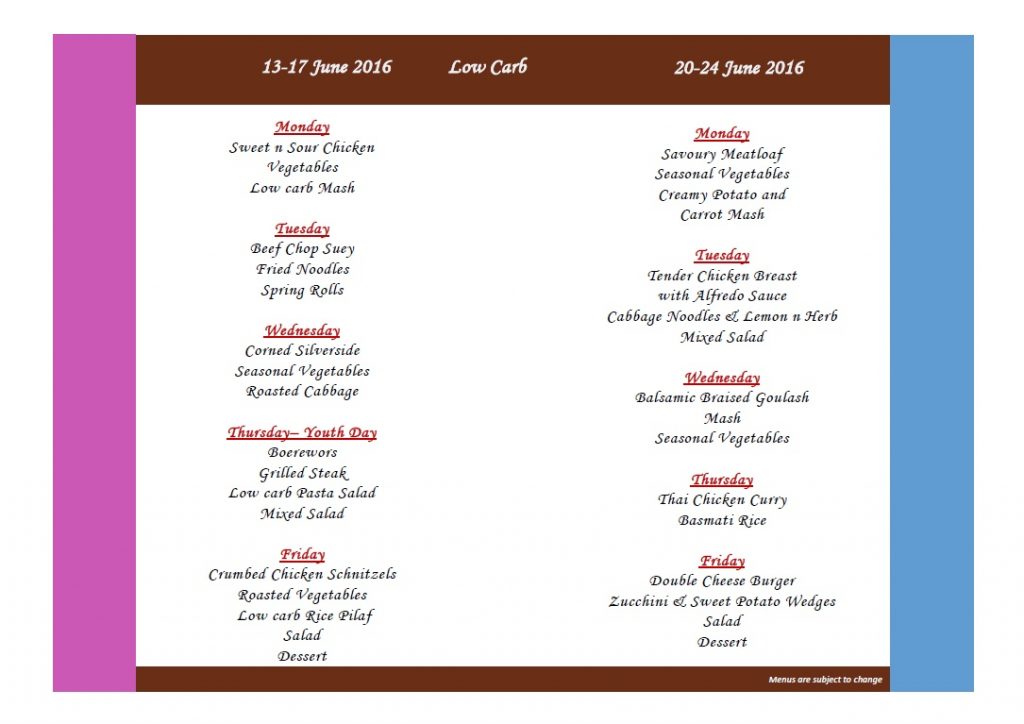 13-17 June 2016 Low Carb 20-24 June 2016
Monday
Sweet n Sour Chicken
Vegetables
Low carb Mash
Tuesday
Beef Chop Suey
Fried Noodles
Spring Rolls
Wednesday
Corned Silverside
Seasonal Vegetables
Roasted Cabbage
Thursday– Youth Day
Boerewors
Grilled Steak
Low carb Pasta Salad
Mixed Salad
Friday
Crumbed Chicken Schnitzels
Roasted Vegetables
Low carb Rice Pilaf
Salad
Dessert
Monday
Savoury Meatloaf
Seasonal Vegetables
Creamy Potato and
Carrot Mash
Tuesday
Tender Chicken Breast
with Alfredo Sauce
Cabbage Noodles & Lemon n Herb
Mixed Salad
Wednesday
Balsamic Braised Goulash
Mash
Seasonal Vegetables
Thursday
Thai Chicken Curry
Basmati Rice
Friday
Double Cheese Burger
Zucchini & Sweet Potato Wedges
Salad
Dessert
Menus are subject to change